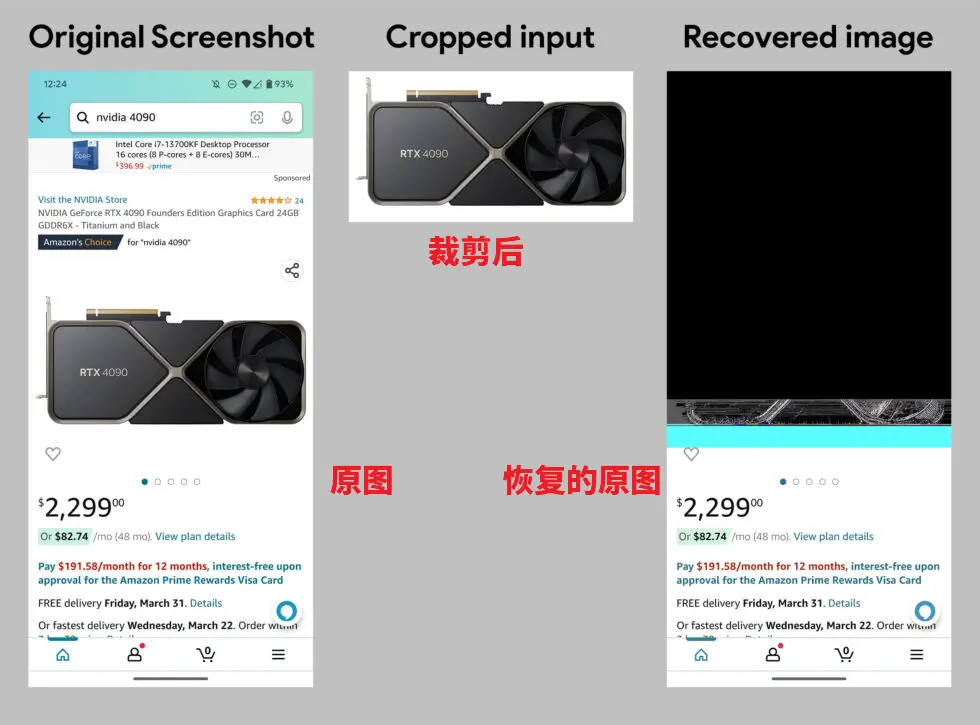 Original Screenshot
Cropped input
Recovered image
12:24
93%
nvidia 4090
Intel Core i7-13700KF Desktop Processor
16 cores (8 P-cores + 8 E-cores) 30M...
$396.99 prime
Sponsored
Visit the NVIDIA Store
24
NVIDIA GeForce RTX 4090 Founders Edition Graphics Card 24GB
GDDR6X - Titanium and Black
Amazon's Choice for "nvidia 4090"
RTX 4090
$2,299.00
Or $82.74 /mo (48 mo). View plan details
Pay $191.58/month for 12 months, interest-free upon
approval for the Amazon Prime Rewards Visa Card
FREE delivery Friday, March 31. Details
Or fastest delivery Wednesday, March 22. Order within
0
原图
RTX 4090
裁剪后
恢复的原图
$2,299.00
Or $82.74 /mo (48 mo). View plan details
Pay $191.58/month for 12 months, interest-free upon
approval for the Amazon Prime Rewards Visa Card
FREE delivery Friday, March 31. Details
Or fastest delivery Wednesday, March 22. Order within
0